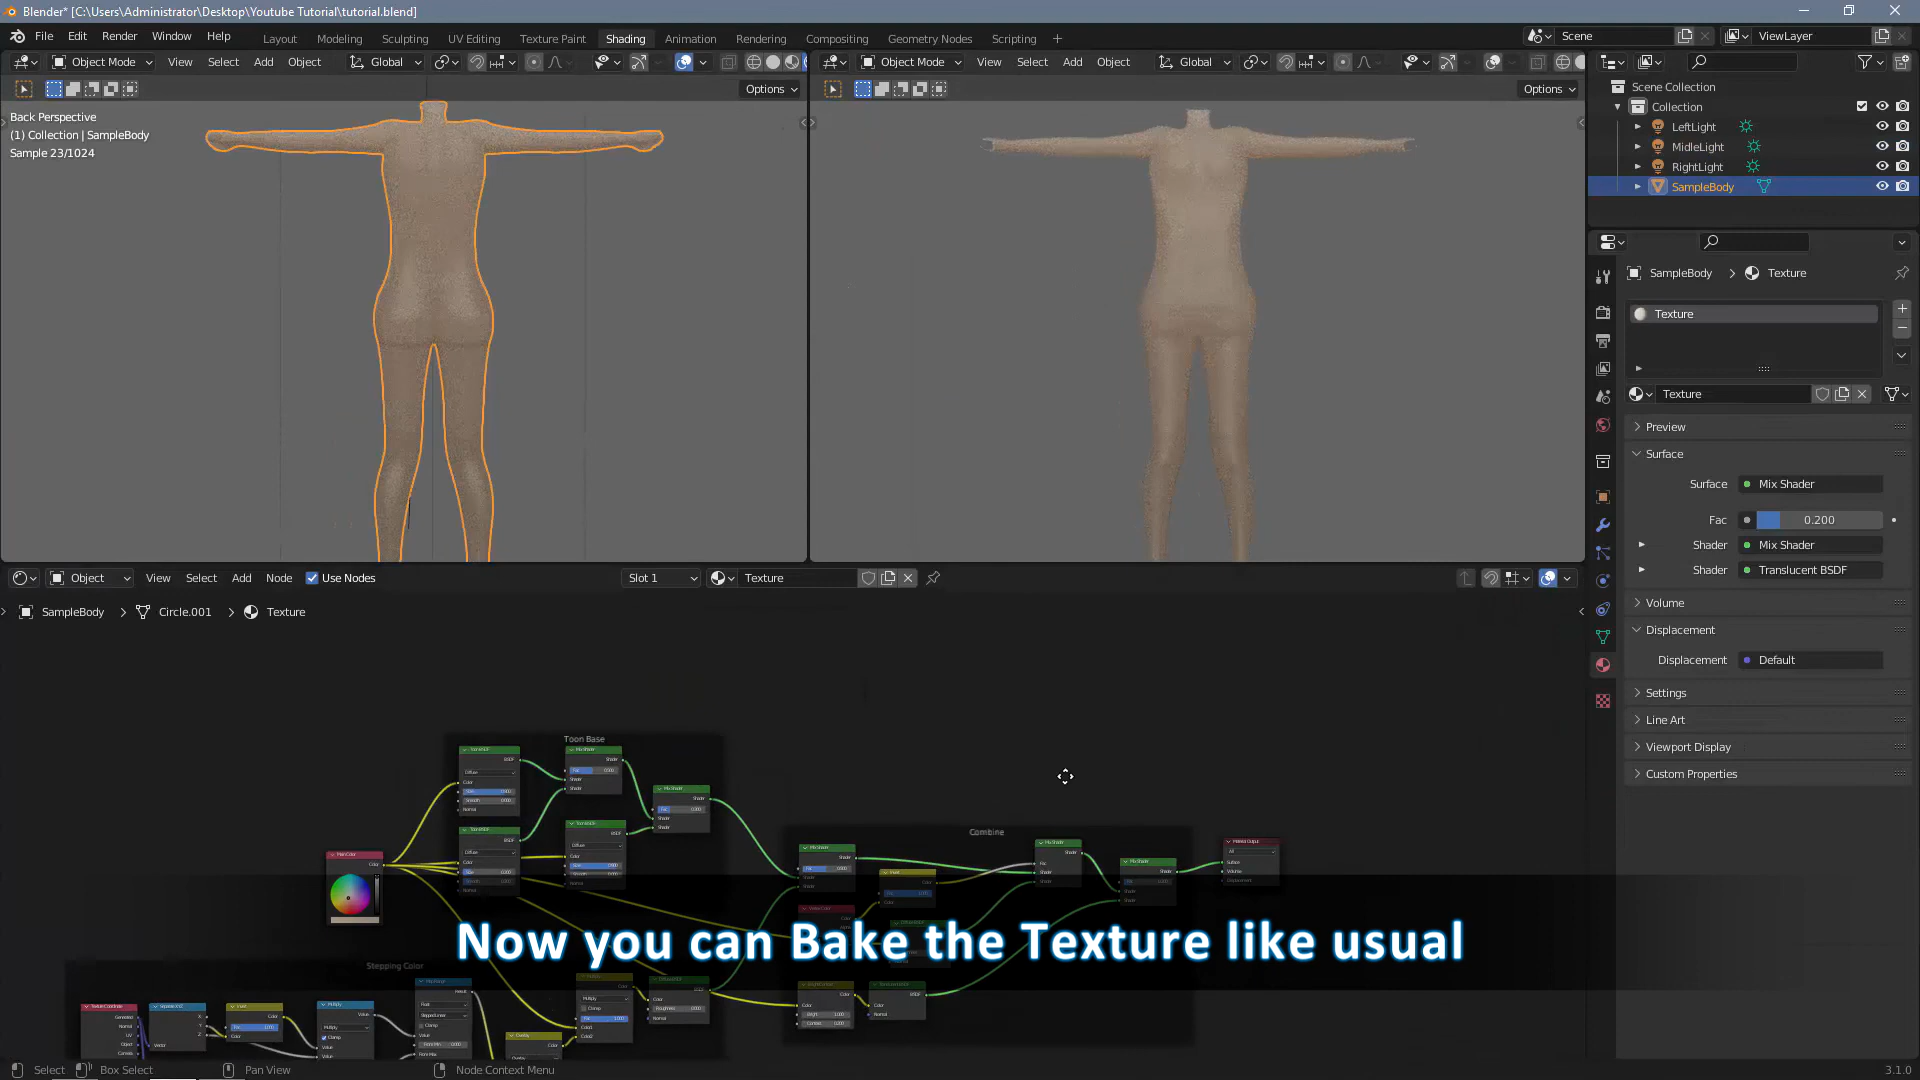 Blender* [C:\Users\Administrator\Desktop\Youtube Tutorial\tutorial.blend]
File Edit Render Window Help
Layout Modeling Sculpting UV Editing Texture Paint Shading Animation Rendering Compositing Geometry Nodes Scripting +
Scene
ViewLayer
Object Mode View Select Add Object Global
Object Mode View Select Add Object Global
Options
Options
Back Perspective
(1) Collection | SampleBody
Sample 23/1024
Scene Collection
Collection
LeftLight
MidleLight
RightLight
SampleBody
SampleBody > Texture
Texture
Texture
Preview
Surface
Surface Mix Shader
Fac 0.200
Shader Mix Shader
Shader Translucent BSDF
Volume
Displacement
Displacement Default
Settings
Line Art
Viewport Display
Custom Properties
Object View Select Add Node Use Nodes Slot 1 Texture
SampleBody > Circle.001 > Texture
Toon Base
Combine
Stepping Color
Now you can Bake the Texture like usual
Select Box Select Pan View Node Context Menu 3.1.0